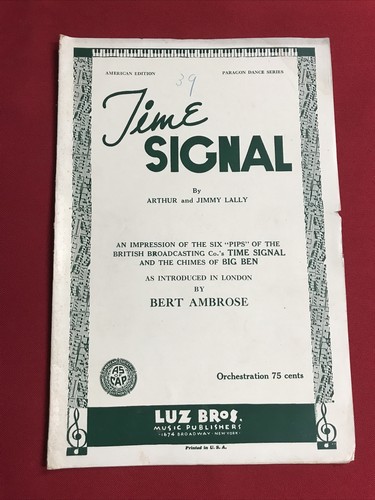 AMERICAN EDITION
PARAGON DANCE SERIES
39
Time
SIGNAL
By
ARTHUR and JIMMY LALLY
AN IMPRESSION OF THE SIX "PIPS" OF THE
BRITISH BROADCASTING Co.'s TIME SIGNAL
AND THE CHIMES OF BIG BEN
AS INTRODUCED IN LONDON
BY
BERT AMBROSE
AS
CAP
Orchestration 75 cents
LUZ BROS.
MUSIC PUBLISHERS
1674 BROADWAY · NEW YORK
Printed in U. S. A.